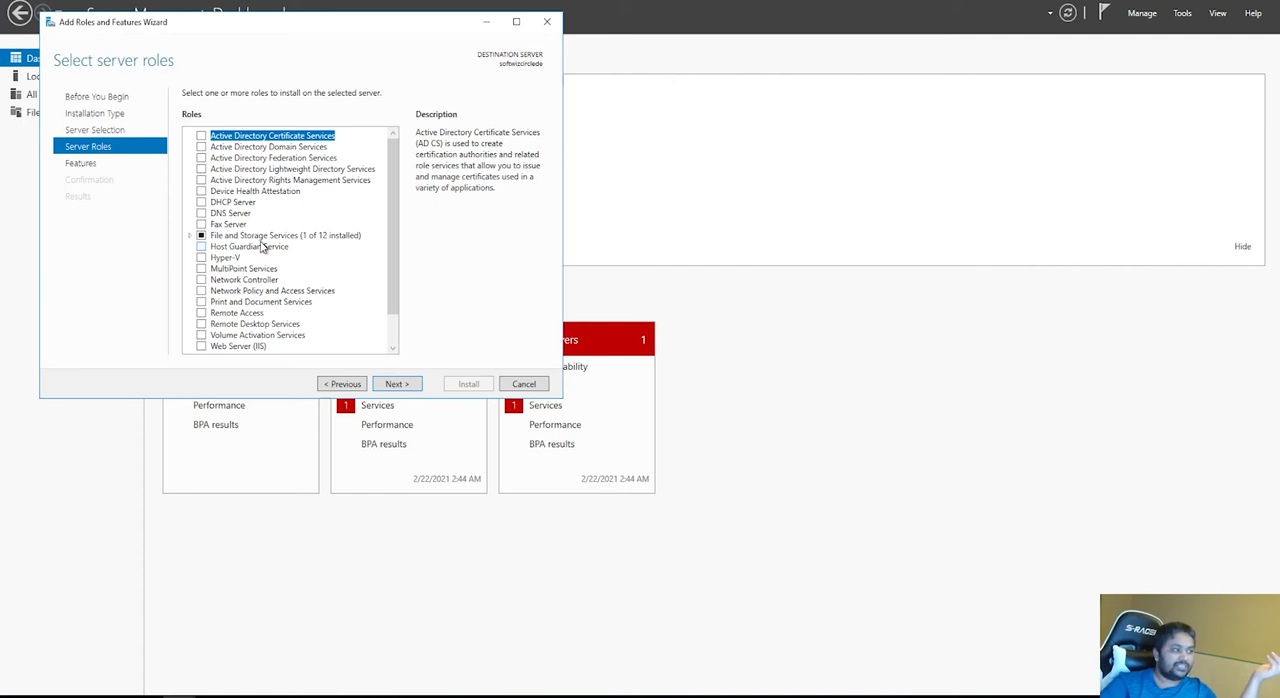 Add Roles and Features Wizard
Manage
Tools
View
Help
Select server roles
DESTINATION SERVER
softwizcirclede
Before You Begin
Installation Type
Server Selection
Server Roles
Features
Confirmation
Results
Select one or more roles to install on the selected server.
Roles
Active Directory Certificate Services
Active Directory Domain Services
Active Directory Federation Services
Active Directory Lightweight Directory Services
Active Directory Rights Management Services
Device Health Attestation
DHCP Server
DNS Server
Fax Server
File and Storage Services (1 of 12 installed)
Host Guardian Service
Hyper-V
MultiPoint Services
Network Controller
Network Policy and Access Services
Print and Document Services
Remote Access
Remote Desktop Services
Volume Activation Services
Web Server (IIS)
Description
Active Directory Certificate Services
(AD CS) is used to create
certification authorities and related
role services that allow you to issue
and manage certificates used in a
variety of applications.
< Previous
Next >
Install
Cancel
Hide
All
1
Performance
BPA results
1 Services
Performance
BPA results
2/22/2021 2:44 AM
1 Services
Performance
BPA results
2/22/2021 2:44 AM
S-RACER